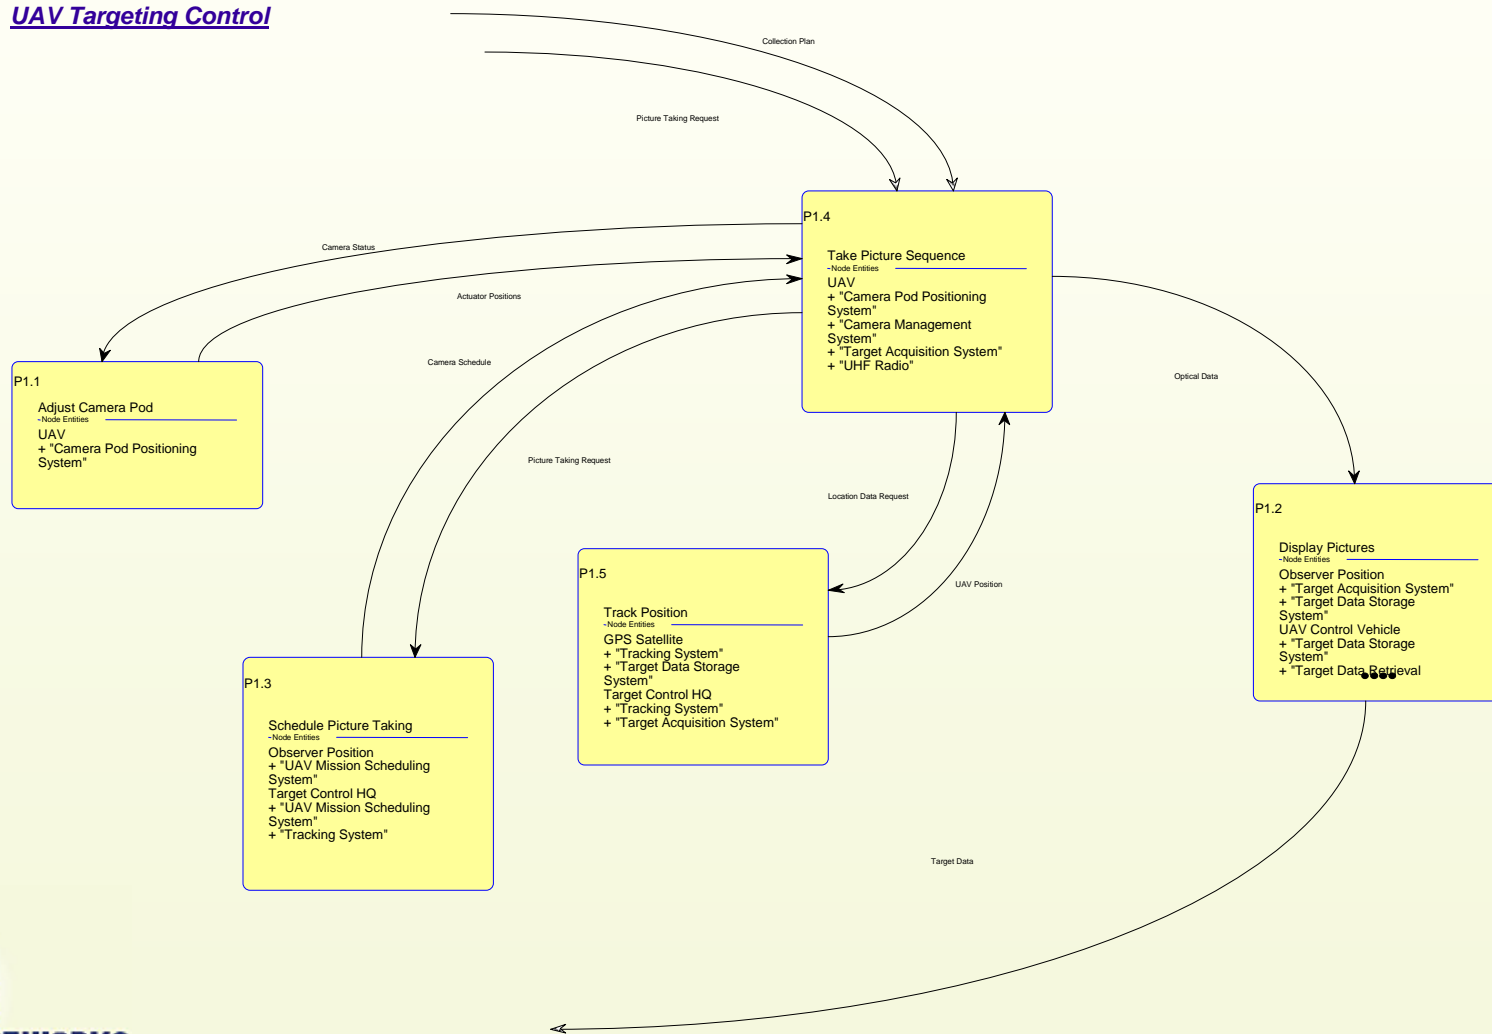 UAV Targeting Control
Collection Plan
Picture Taking Request
P1.4
Take Picture Sequence
-Node Entities
UAV
+ "Camera Pod Positioning
System"
+ "Camera Management
System"
+ "Target Acquisition System"
+ "UHF Radio"
Camera Status
Actuator Positions
Camera Schedule
Picture Taking Request
Optical Data
P1.1
Adjust Camera Pod
-Node Entities
UAV
+ "Camera Pod Positioning
System"
Location Data Request
UAV Position
P1.2
Display Pictures
-Node Entities
Observer Position
+ "Target Acquisition System"
+ "Target Data Storage
System"
UAV Control Vehicle
+ "Target Data Storage
System"
+ "Target Data Retrieval
P1.5
Track Position
-Node Entities
GPS Satellite
+ "Tracking System"
+ "Target Data Storage
System"
Target Control HQ
+ "Tracking System"
+ "Target Acquisition System"
P1.3
Schedule Picture Taking
-Node Entities
Observer Position
+ "UAV Mission Scheduling
System"
Target Control HQ
+ "UAV Mission Scheduling
System"
+ "Tracking System"
Target Data